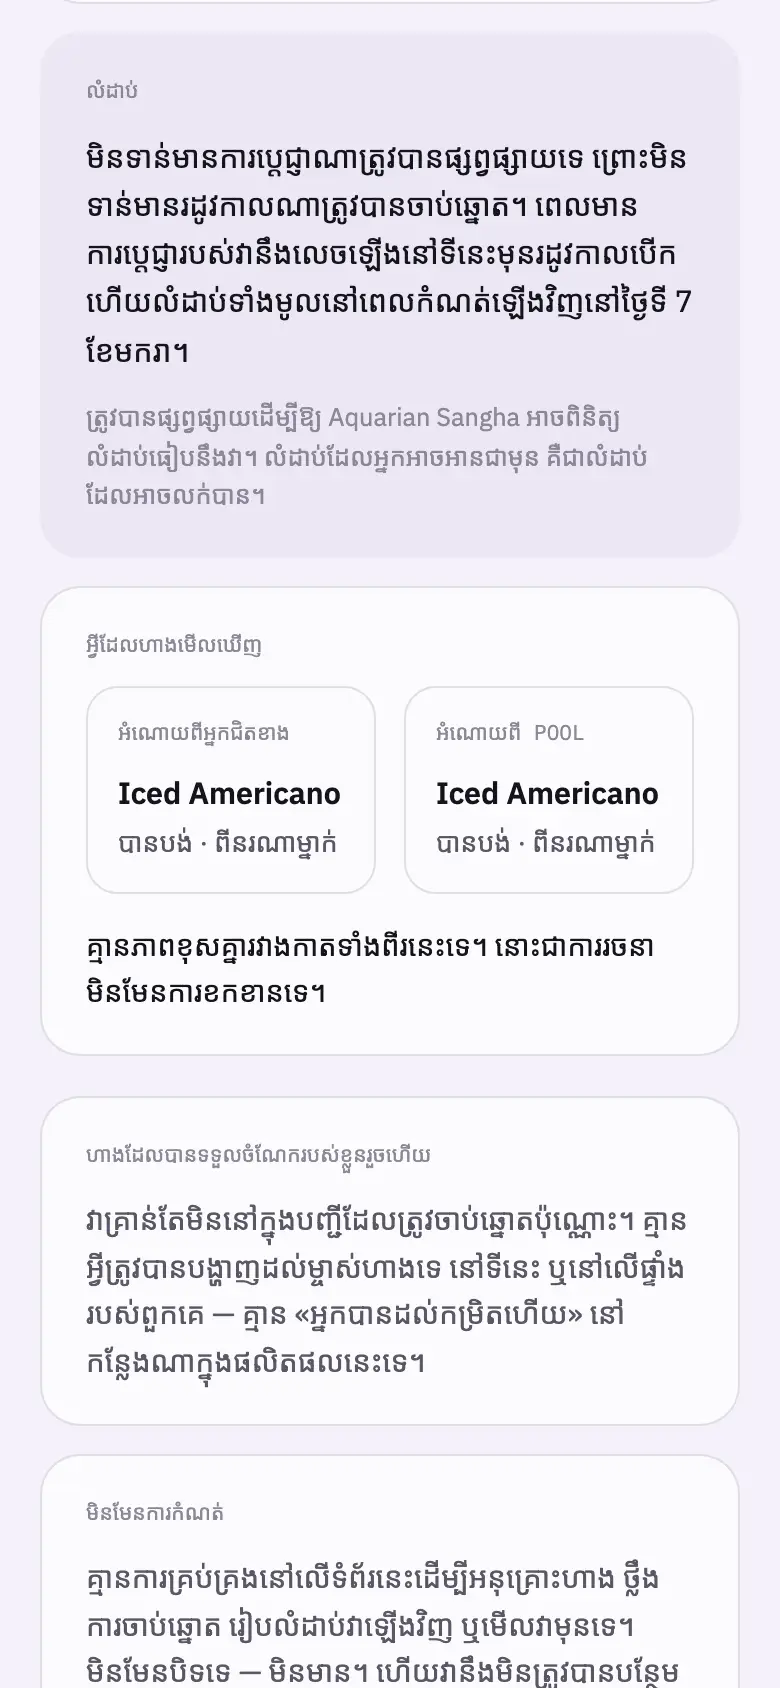 លំដាប់
មិនទាន់មានការប្ដេជ្ញាណាត្រូវបានផ្សព្វផ្សាយទេ ព្រោះមិន
ទាន់មានរដូវកាលណាត្រូវបានចាប់ឆ្នោត។ ពេលមាន
ការប្ដេជ្ញារបស់វានឹងលេចឡើងនៅទីនេះមុនរដូវកាលបើក
ហើយលំដាប់ទាំងមូលនៅពេលកំណត់ឡើងវិញនៅថ្ងៃទី 7
ខែមករា។
ត្រូវបានផ្សព្វផ្សាយដើម្បីឱ្យ Aquarian Sangha អាចពិនិត្យ
លំដាប់ធៀបនឹងវា។ លំដាប់ដែលអ្នកអាចអានជាមុន គឺជាលំដាប់
ដែលអាចលក់បាន។
អ្វីដែលហាងមើលឃើញ
អំណោយពីអ្នកជិតខាង
Iced Americano
បានបង់ · ពីនរណាម្នាក់
អំណោយពី POOL
Iced Americano
បានបង់ · ពីនរណាម្នាក់
គ្មានភាពខុសគ្នារវាងកាតទាំងពីរនេះទេ។ នោះជាការរចនា
មិនមែនការខកខានទេ។
ហាងដែលបានទទួលចំណែករបស់ខ្លួនរួចហើយ
វាគ្រាន់តែមិននៅក្នុងបញ្ជីដែលត្រូវចាប់ឆ្នោតប៉ុណ្ណោះ។ គ្មាន
អ្វីត្រូវបានបង្ហាញដល់ម្ចាស់ហាងទេ នៅទីនេះ ឬនៅលើផ្ទាំង
របស់ពួកគេ — គ្មាន «អ្នកបានដល់កម្រិតហើយ» នៅ
កន្លែងណាក្នុងផលិតផលនេះទេ។
មិនមែនការកំណត់
គ្មានការគ្រប់គ្រងនៅលើទំព័រនេះដើម្បីអនុគ្រោះហាង ថ្លឹង
ការចាប់ឆ្នោត រៀបលំដាប់វាឡើងវិញ ឬមើលវាមុនទេ។
មិនមែនបិទទេ — មិនមាន។ ហើយវានឹងមិនត្រូវបានបន្ថែម